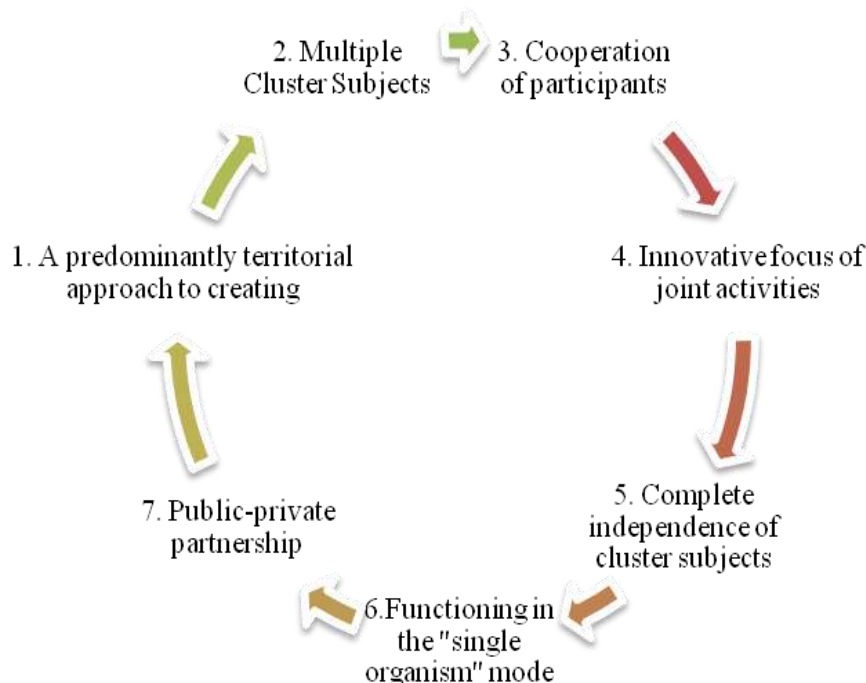 2. Multiple
Cluster Subjects
3. Cooperation
of participants
4. Innovative focus of
joint activities
5. Complete
independence of
cluster subjects
6.Functioning in
the "single
organism" mode
7. Public-private
partnership
1. A predominantly territorial
approach to creating